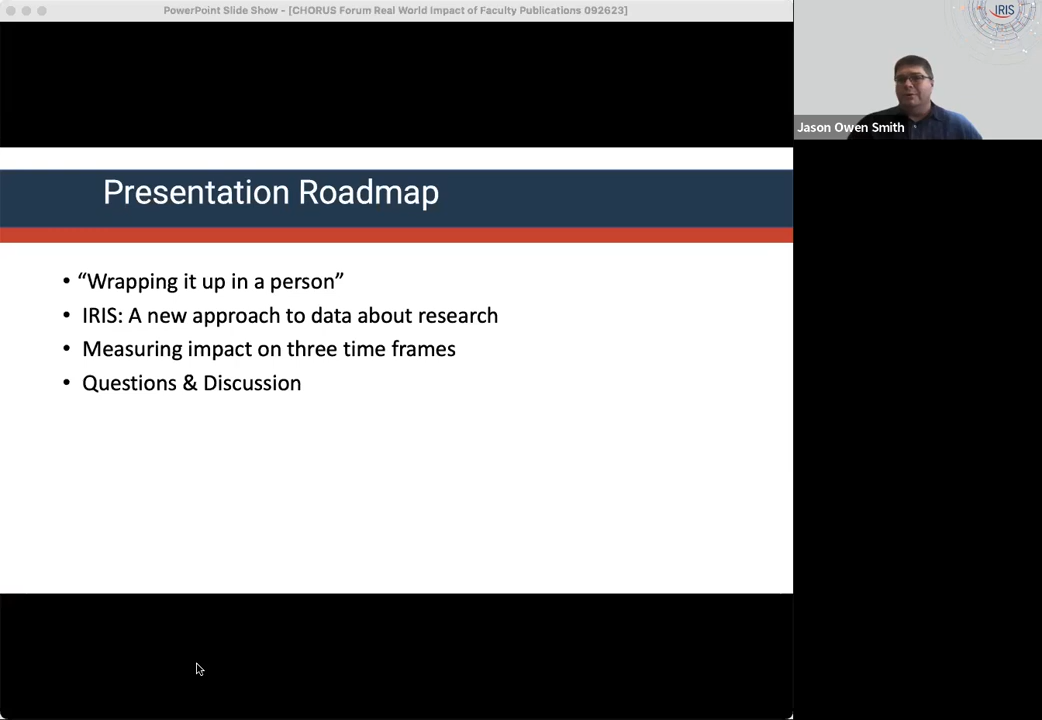 PowerPoint Slide Show - [CHORUS Forum Real World Impact of Faculty Publications 092623]
IRIS
Jason Owen Smith
Presentation Roadmap
• “Wrapping it up in a person”
• IRIS: A new approach to data about research
• Measuring impact on three time frames
• Questions & Discussion